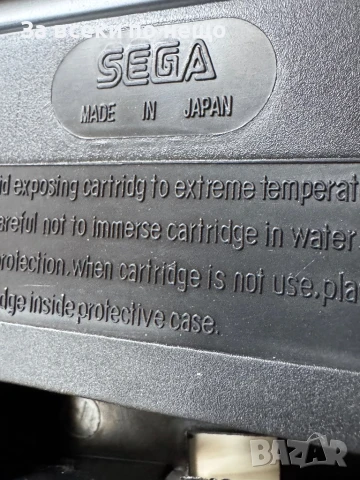 За всеки по нещо
SEGA
MADE IN JAPAN
id exposing cartridg to extreme temperat
areful not to immerse cartridge in water
rotection.when cartridge is not use.pla
dge inside protective case.
BAZAR